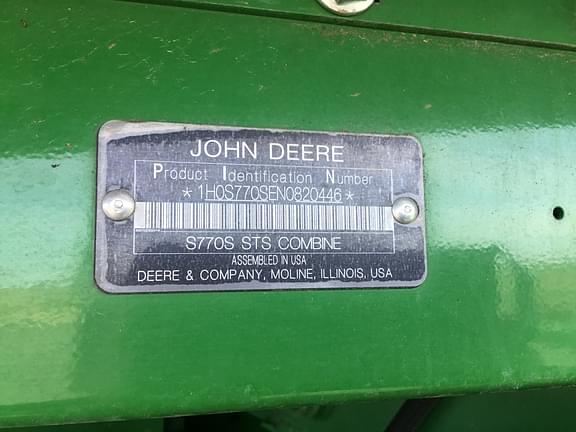 JOHN DEERE
Product Identification Number
*1H0S770SEN0820446*
S770S STS COMBINE
ASSEMBLED IN USA
DEERE & COMPANY, MOLINE, ILLINOIS, USA